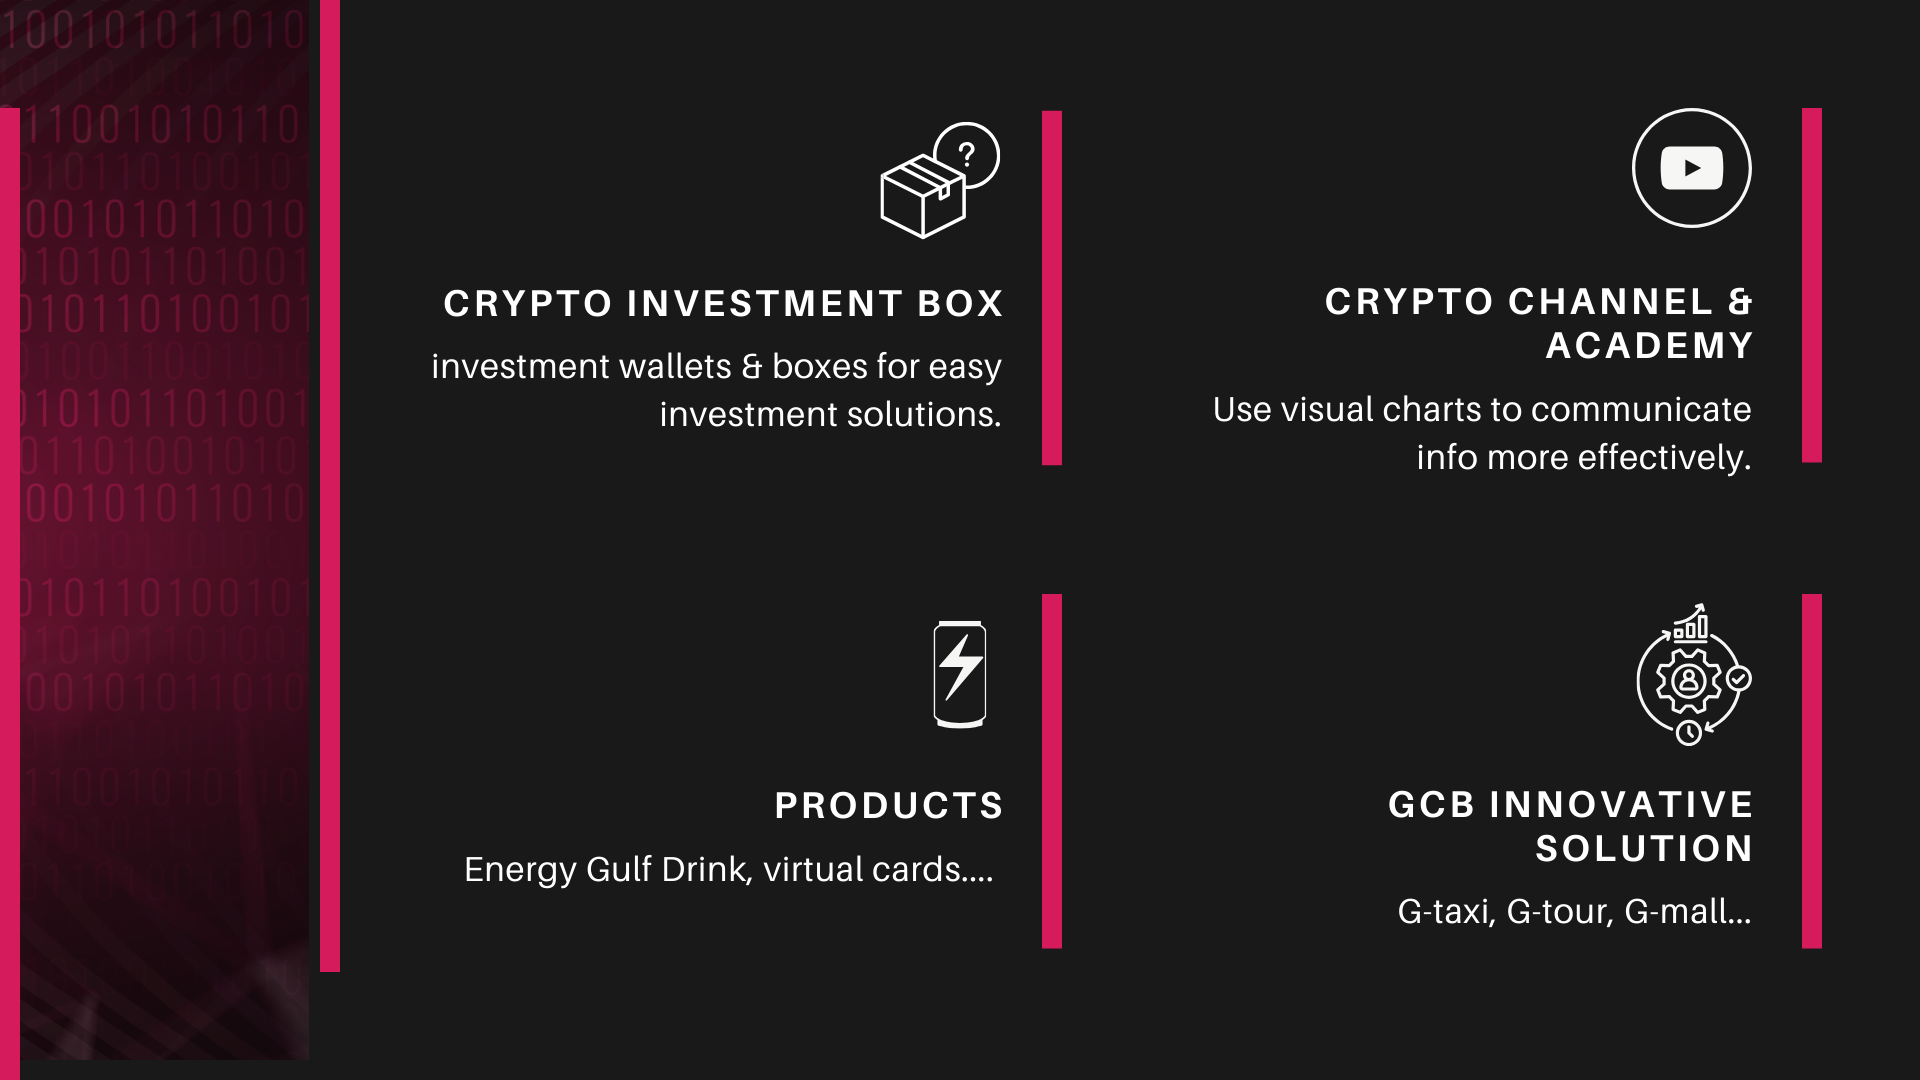 CRYPTO INVESTMENT BOX
investment wallets & boxes for easy
investment solutions.
CRYPTO CHANNEL &
ACADEMY
Use visual charts to communicate
info more effectively.
PRODUCTS
Energy Gulf Drink, virtual cards....
GCB INNOVATIVE
SOLUTION
G-taxi, G-tour, G-mall...